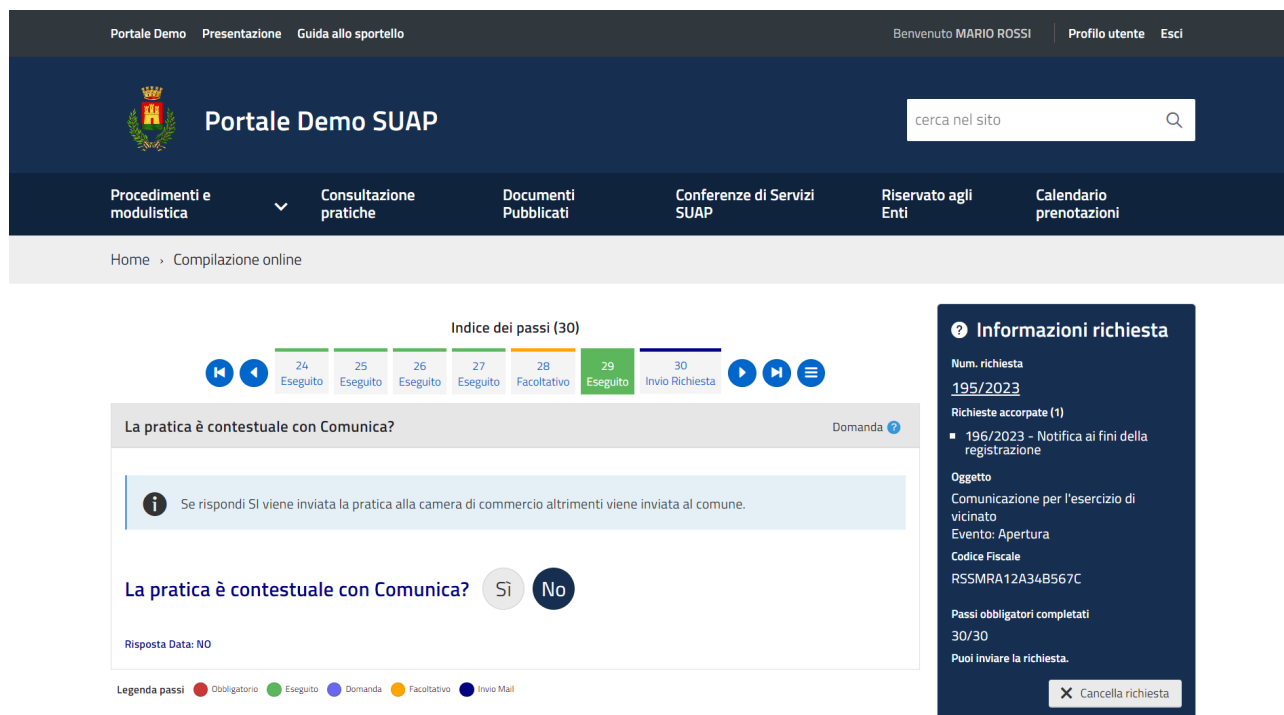 Portale Demo Presentazione Guida allo sportello Benvenuto MARIO ROSSI Profilo utente Esci
Portale Demo SUAP
cerca nel sito
Procedimenti e modulistica
Consultazione pratiche
Documenti Pubblicati
Conferenze di Servizi SUAP
Riservato agli Enti
Calendario prenotazioni
Home › Compilazione online
Indice dei passi (30)
24 Eseguito
25 Eseguito
26 Eseguito
27 Eseguito
28 Facoltativo
29 Eseguito
30 Invio Richiesta
La pratica è contestuale con Comunica? Domanda ?
Se rispondi SI viene inviata la pratica alla camera di commercio altrimenti viene inviata al comune.
La pratica è contestuale con Comunica? Sì No
Risposta Data: NO
Legenda passi Obbligatorio Eseguito Domanda Facoltativo Invio Mail
Informazioni richiesta
Num. richiesta
195/2023
Richieste accorpate (1)
196/2023 - Notifica ai fini della
registrazione
Oggetto
Comunicazione per l'esercizio di
vicinato
Evento: Apertura
Codice Fiscale
RSSMRA12A34B567C
Passi obbligatori completati
30/30
Puoi inviare la richiesta.
Cancella richiesta